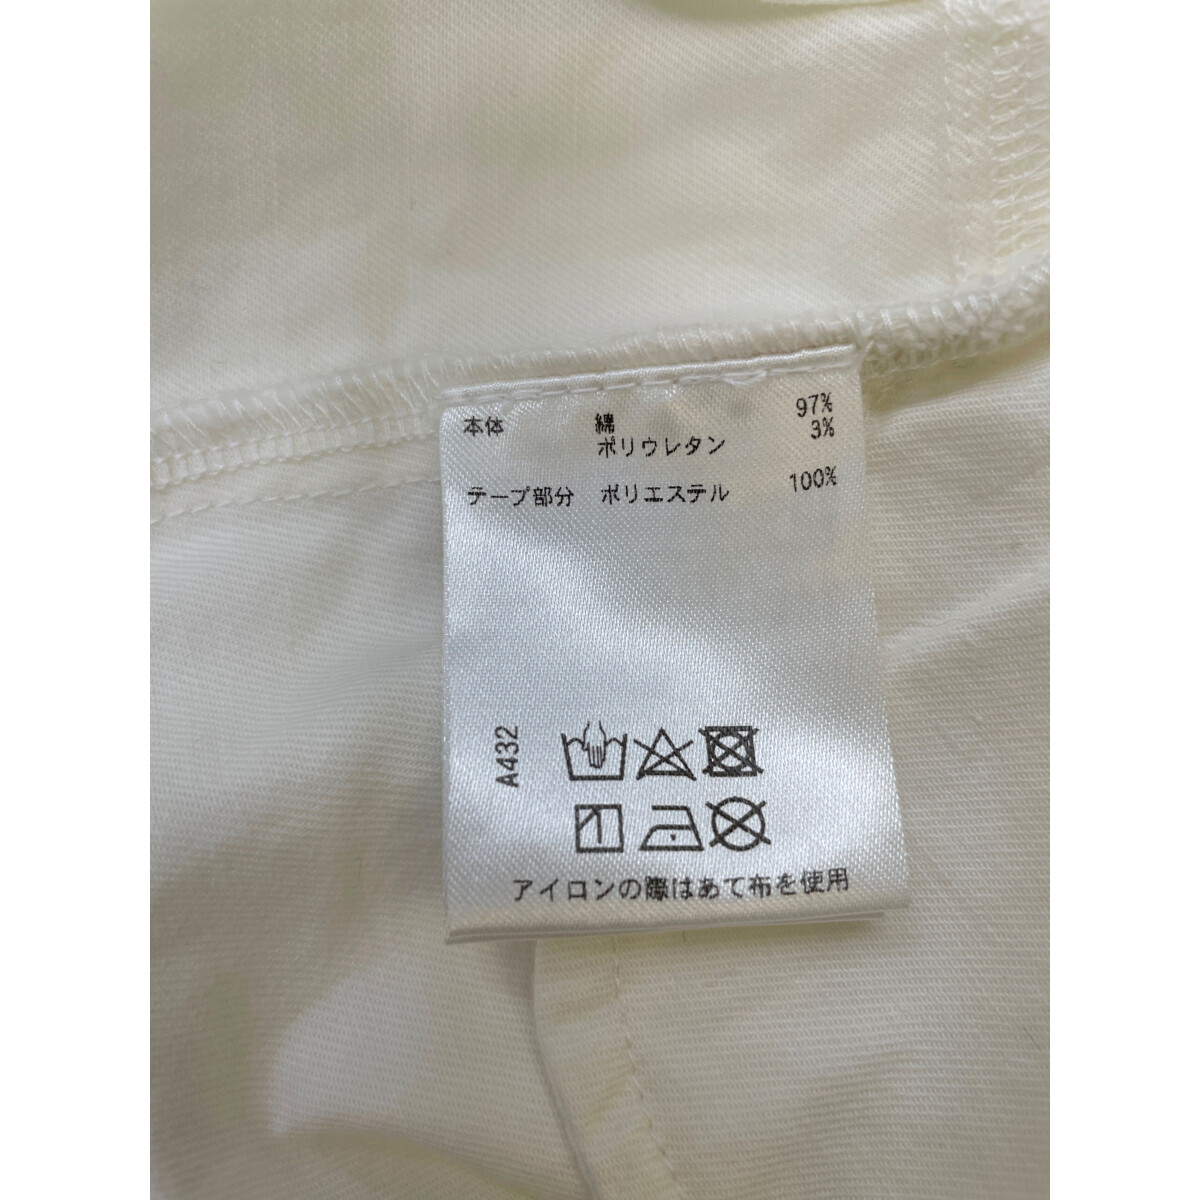 本体 綿 97%
ポリウレタン 3%
テープ部分 ポリエステル 100%
A432
アイロンの際はあて布を使用